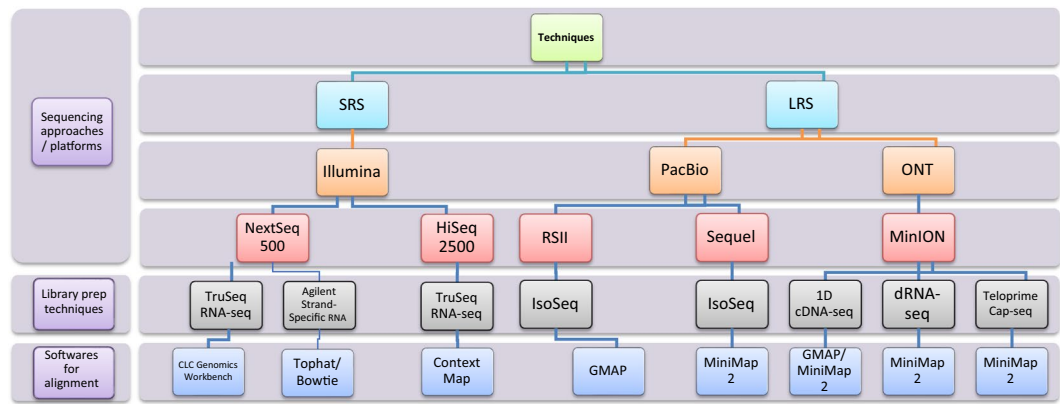 Techniques
Sequencing
approaches
/ platforms
SRS
LRS
Illumina
PacBio
ONT
NextSeq
500
HiSeq
2500
RSII
Sequel
MinION
Library prep
techniques
TruSeq
RNA-seq
Agilent
Strand-
Specific RNA
TruSeq
RNA-seq
IsoSeq
IsoSeq
1D
cDNA-seq
dRNA-
seq
Teloprime
Cap-seq
Softwares
for
alignment
CLC Genomics
Workbench
Tophat/
Bowtie
Context
Map
GMAP
MiniMap
2
GMAP/
MiniMap
2
MiniMap
2
MiniMap
2